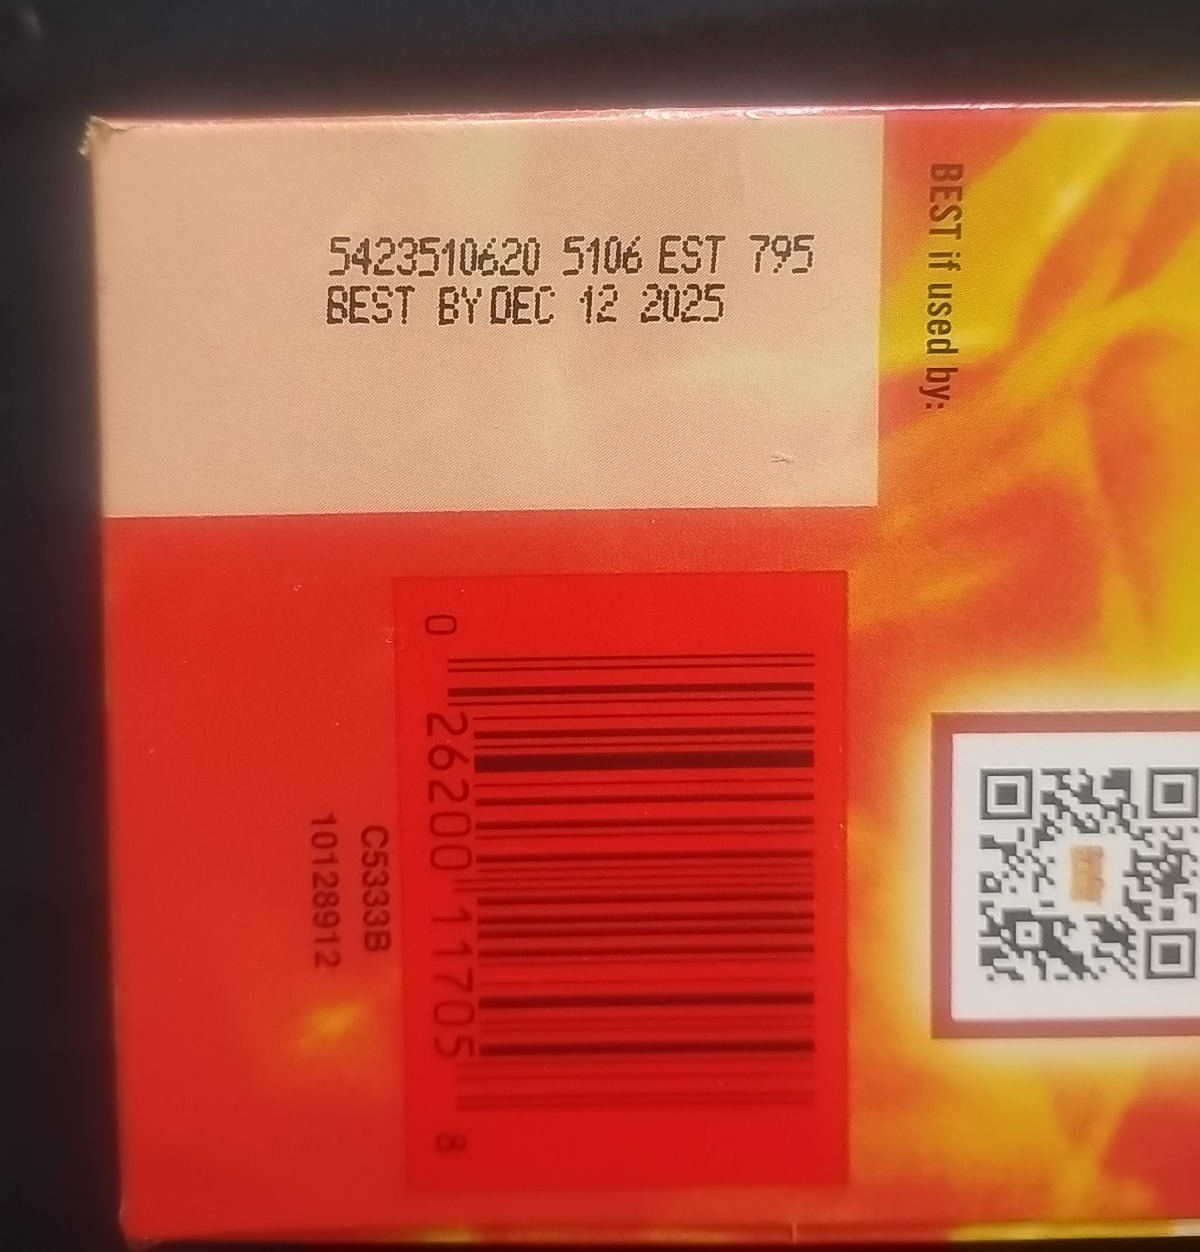 5423510620 5106 EST 795
BEST BY DEC 12 2025
BEST if used by:
0 26200 11705 8
C5333B
10128912